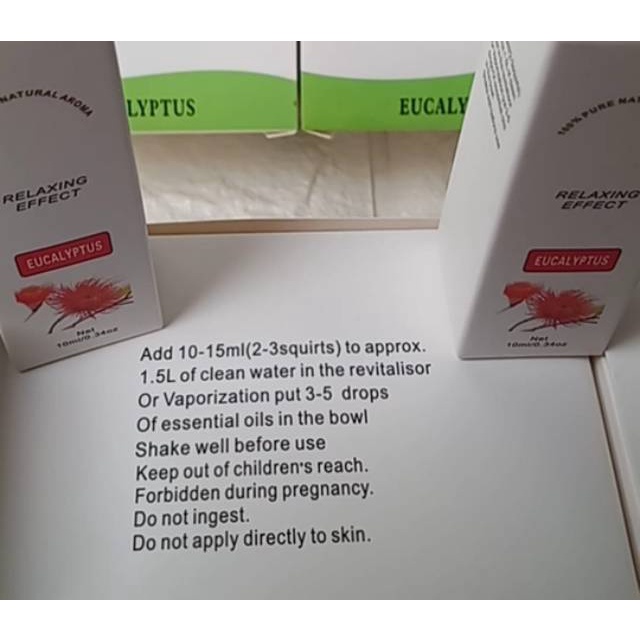 NATURAL AROMA
RELAXING
EFFECT
EUCALYPTUS
Net
10ml/0.34oz
LYPTUS
EUCALY
100% PURE NA
RELAXING
EFFECT
EUCALYPTUS
Net
10ml/0.34oz
Add 10-15ml(2-3squirts) to approx.
1.5L of clean water in the revitalisor
Or Vaporization put 3-5 drops
Of essential oils in the bowl
Shake well before use
Keep out of children's reach.
Forbidden during pregnancy.
Do not ingest.
Do not apply directly to skin.